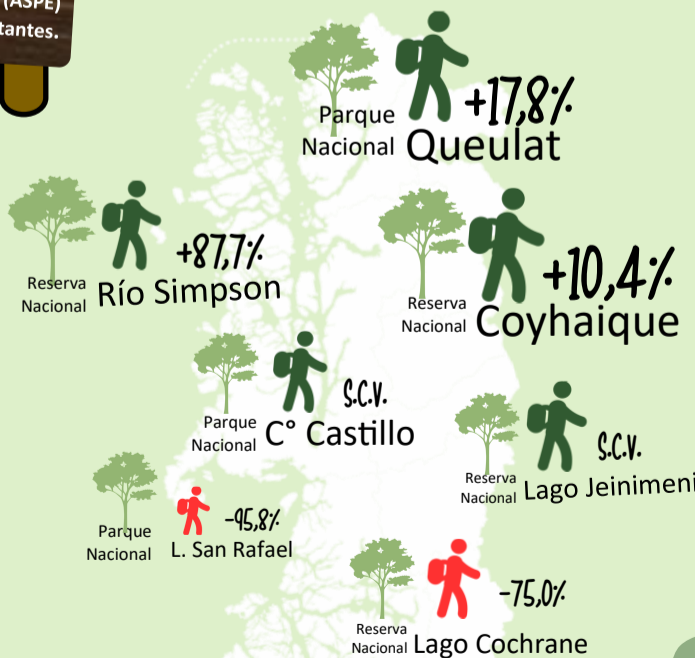 (ASPE)
tantes.
Parque
Nacional Queulat
+17,8%
Reserva
Nacional Río Simpson
+87,7%
Reserva
Nacional Coyhaique
+10,4%
Parque
Nacional C° Castillo
S.C.V.
Reserva
Nacional Lago Jeinimeni
S.C.V.
Parque
Nacional L. San Rafael
-95,8%
Reserva
Nacional Lago Cochrane
-75,0%